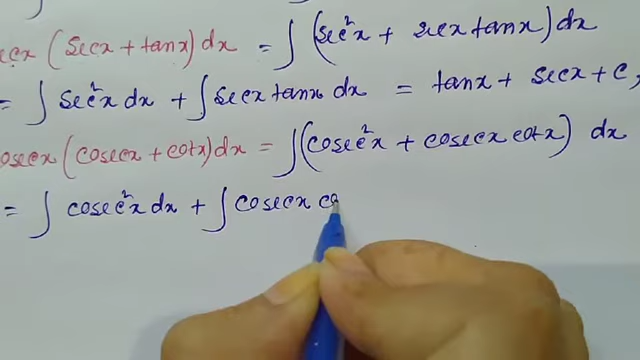 secx (secx + tanx) dx = ∫ (sec²x + secx tanx) dx
= ∫ sec²x dx + ∫ secx tanx dx = tanx + secx + c,
cosecx (cosecx + cotx) dx = ∫ (cosec²x + cosecx cotx) dx
= ∫ cosec²x dx + ∫ cosecx co